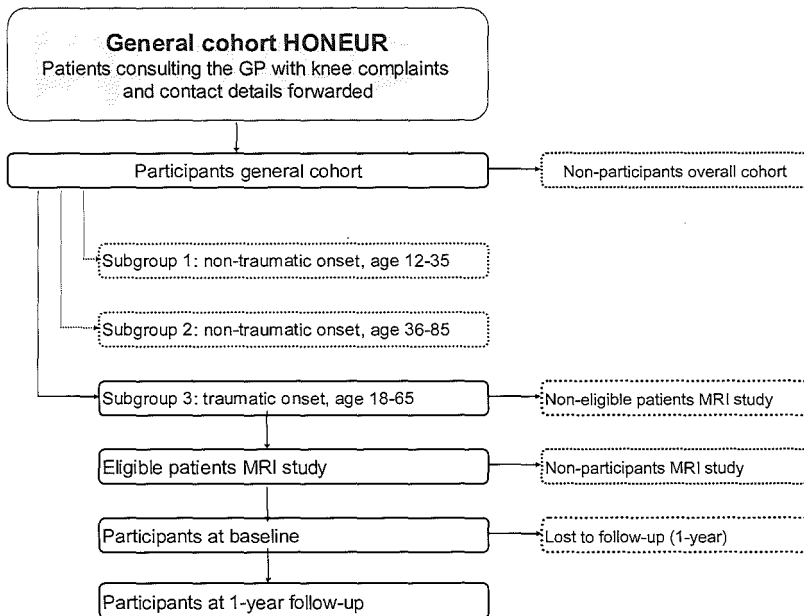 General cohort HONEUR
Patients consulting the GP with knee complaints
and contact details forwarded
Participants general cohort
Non-participants overall cohort
Subgroup 1: non-traumatic onset, age 12-35
Subgroup 2: non-traumatic onset, age 36-85
Subgroup 3: traumatic onset, age 18-65
Non-eligible patients MRI study
Eligible patients MRI study
Non-participants MRI study
Participants at baseline
Lost to follow-up (1-year)
Participants at 1-year follow-up